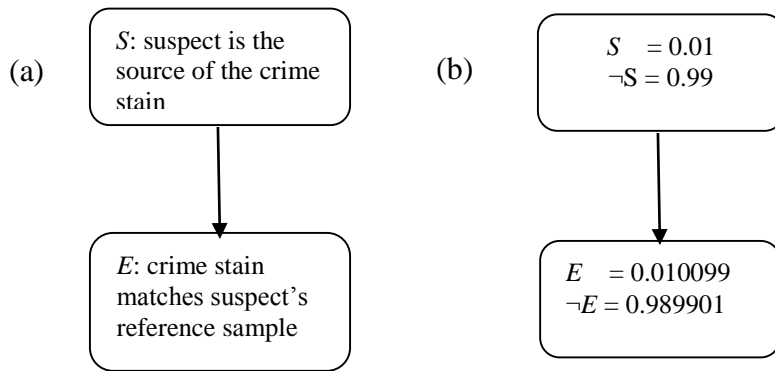 (a)
S: suspect is the
source of the crime
stain
E: crime stain
matches suspect’s
reference sample
(b)
S = 0.01
¬S = 0.99
E = 0.010099
¬E = 0.989901